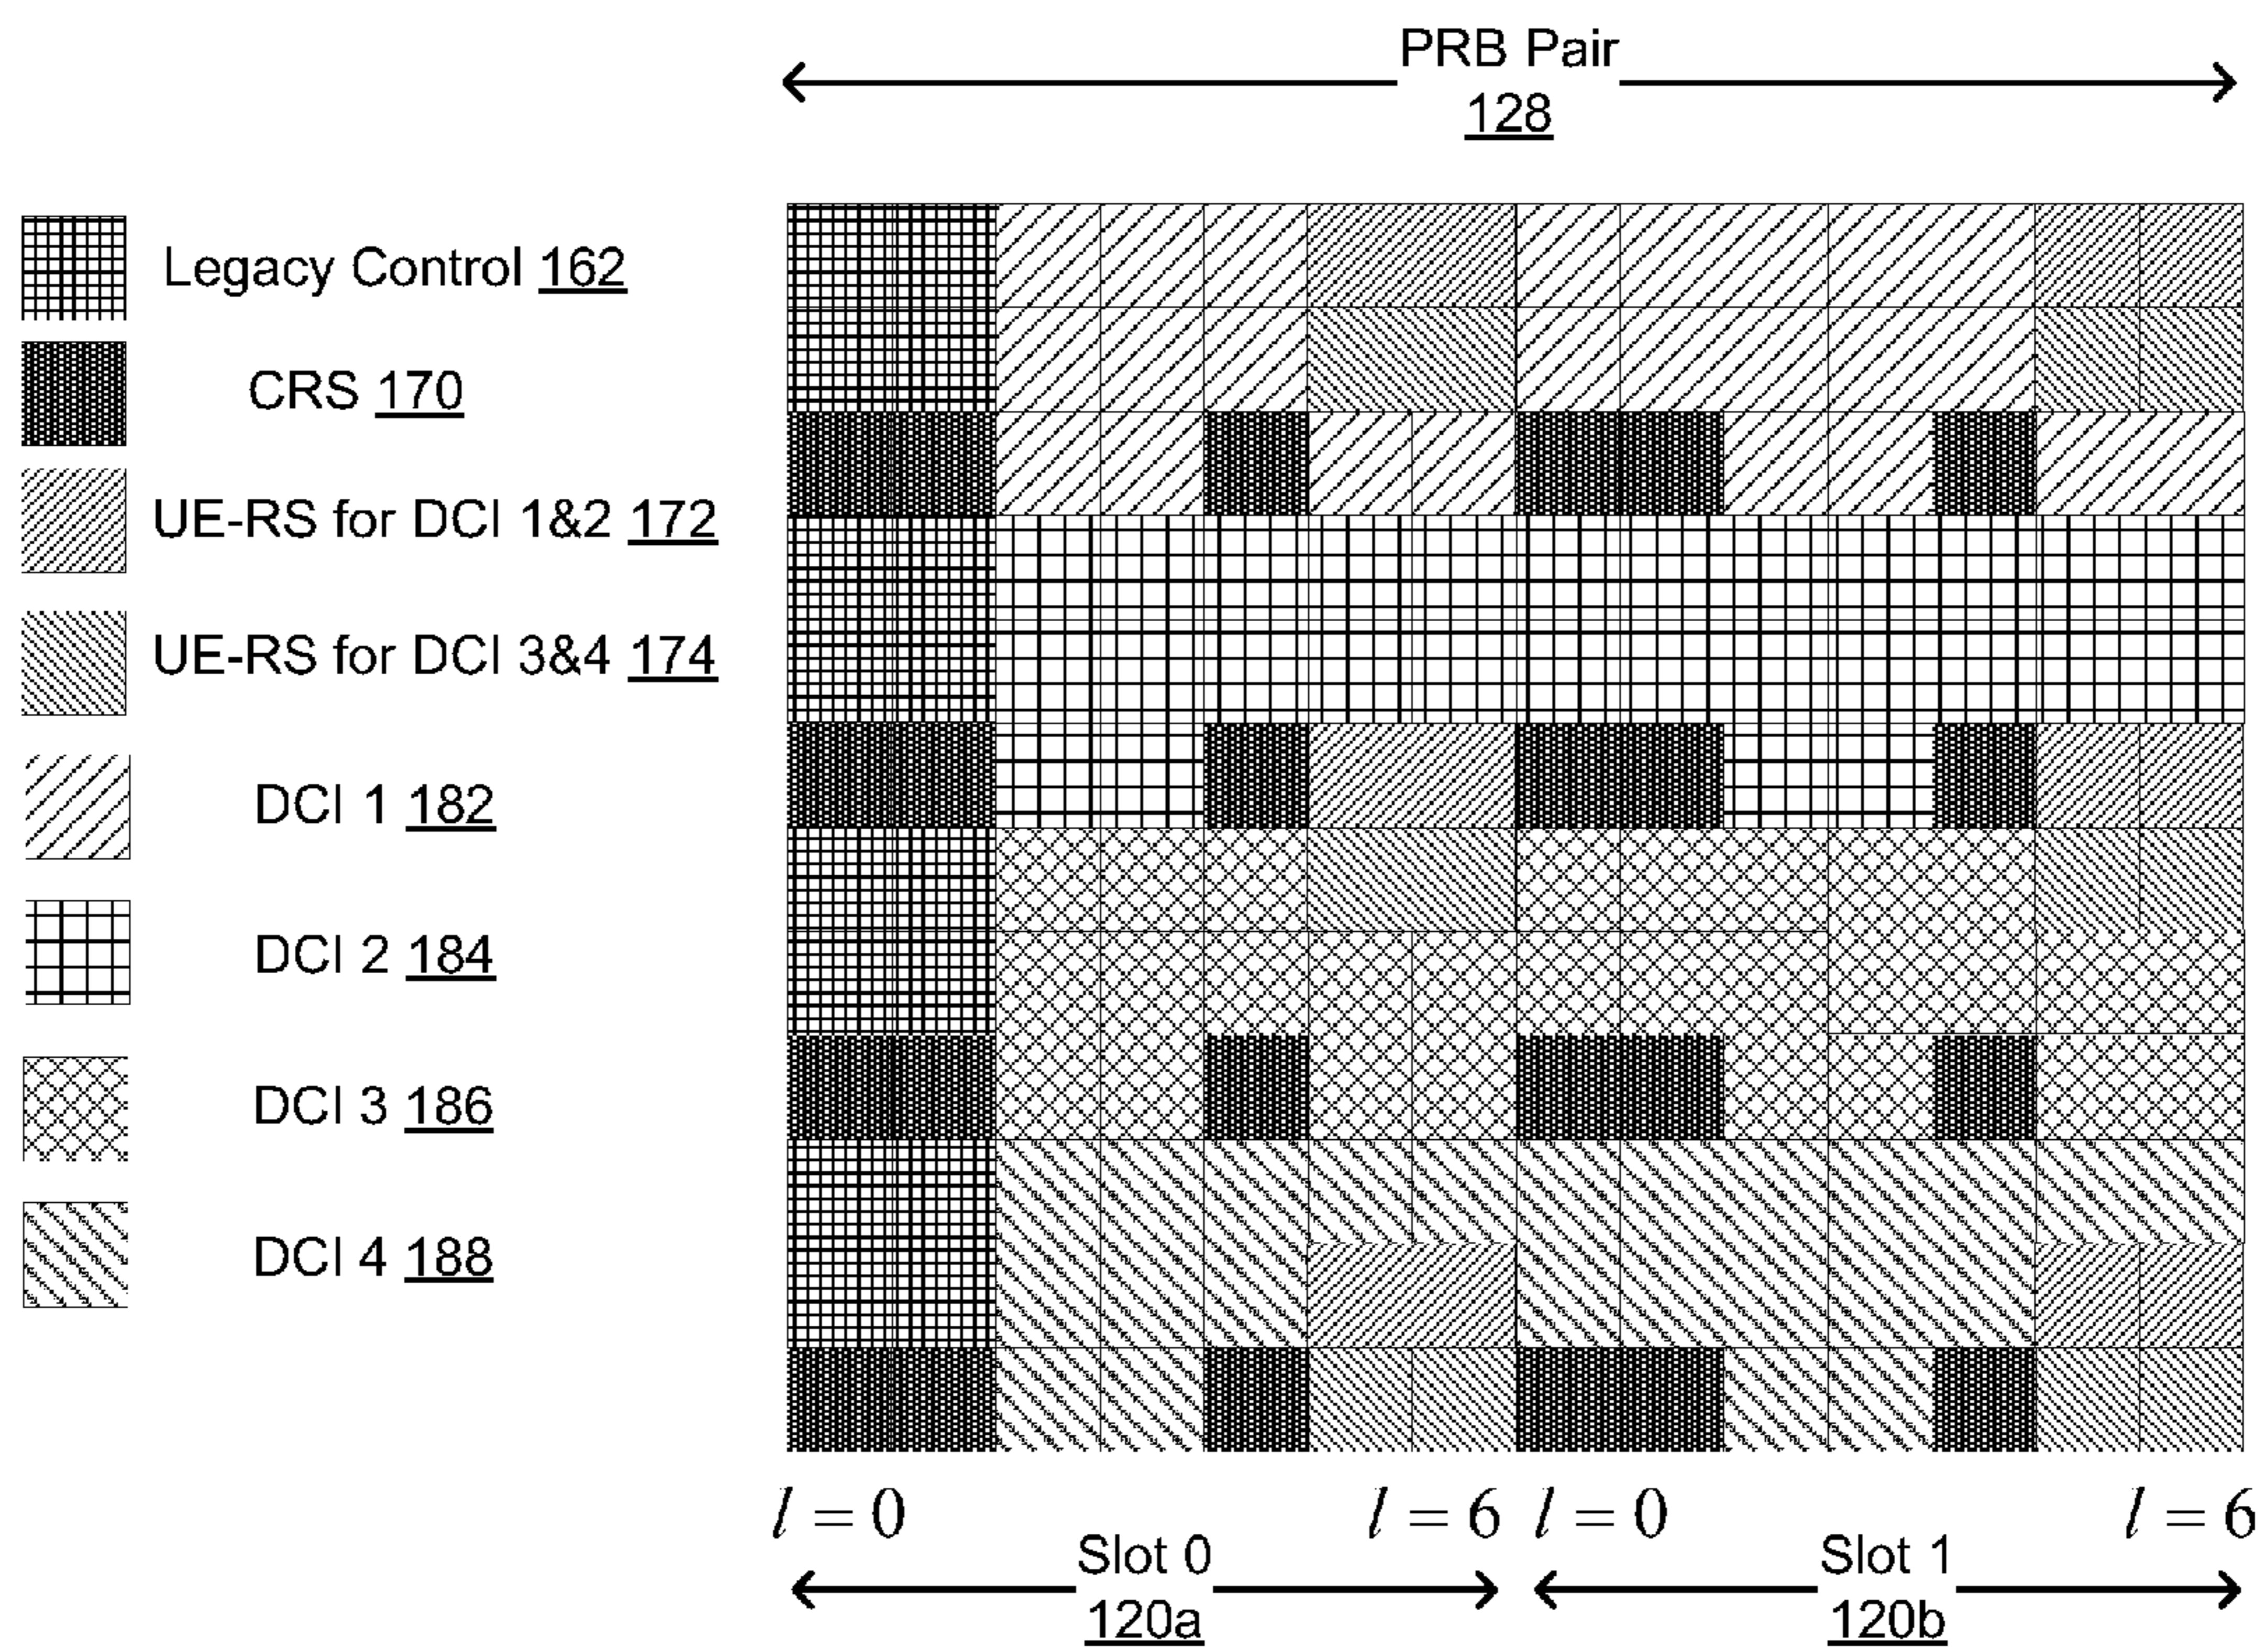 PRB Pair
128
Legacy Control 162
CRS 170
UE-RS for DCI 1&2 172
UE-RS for DCI 3&4 174
DCI 1 182
DCI 2 184
DCI 3 186
DCI 4 188
l = 0 l = 6 l = 0 l = 6
Slot 0 Slot 1
120a 120b